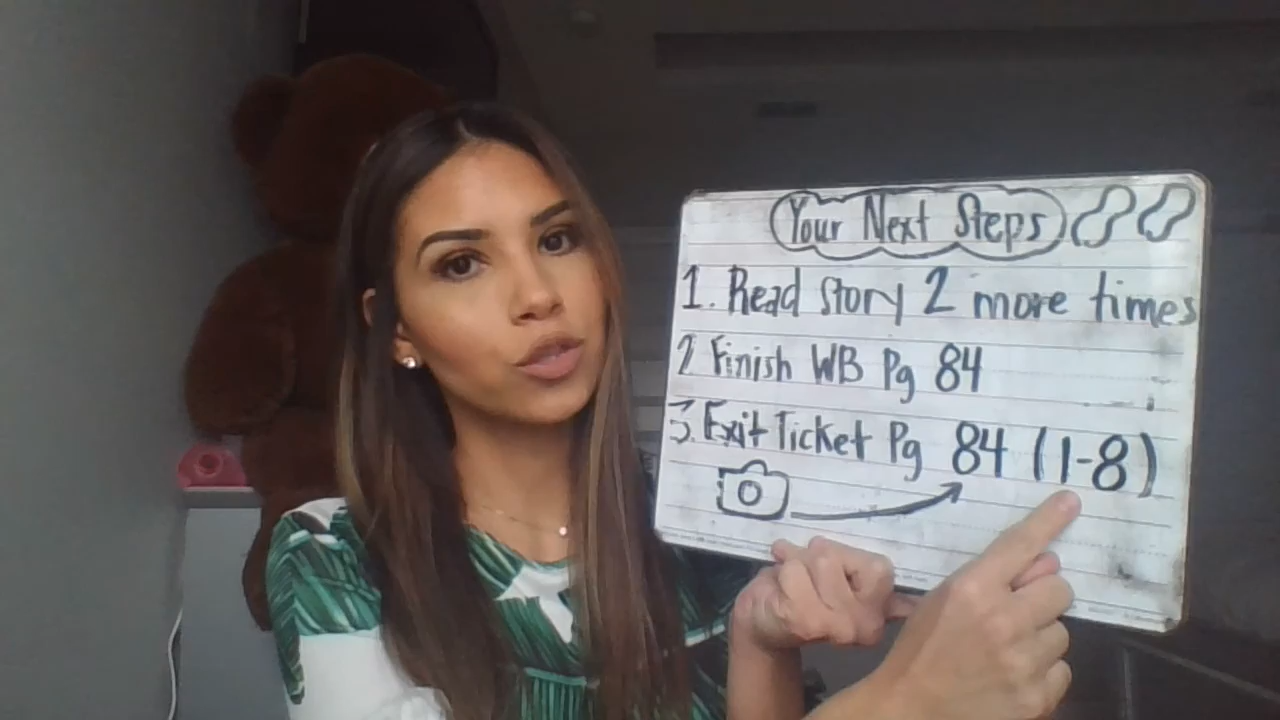 Your Next Steps
1. Read Story 2 more times
2 Finish WB Pg 84
3. Exit Ticket Pg 84 (1-8)